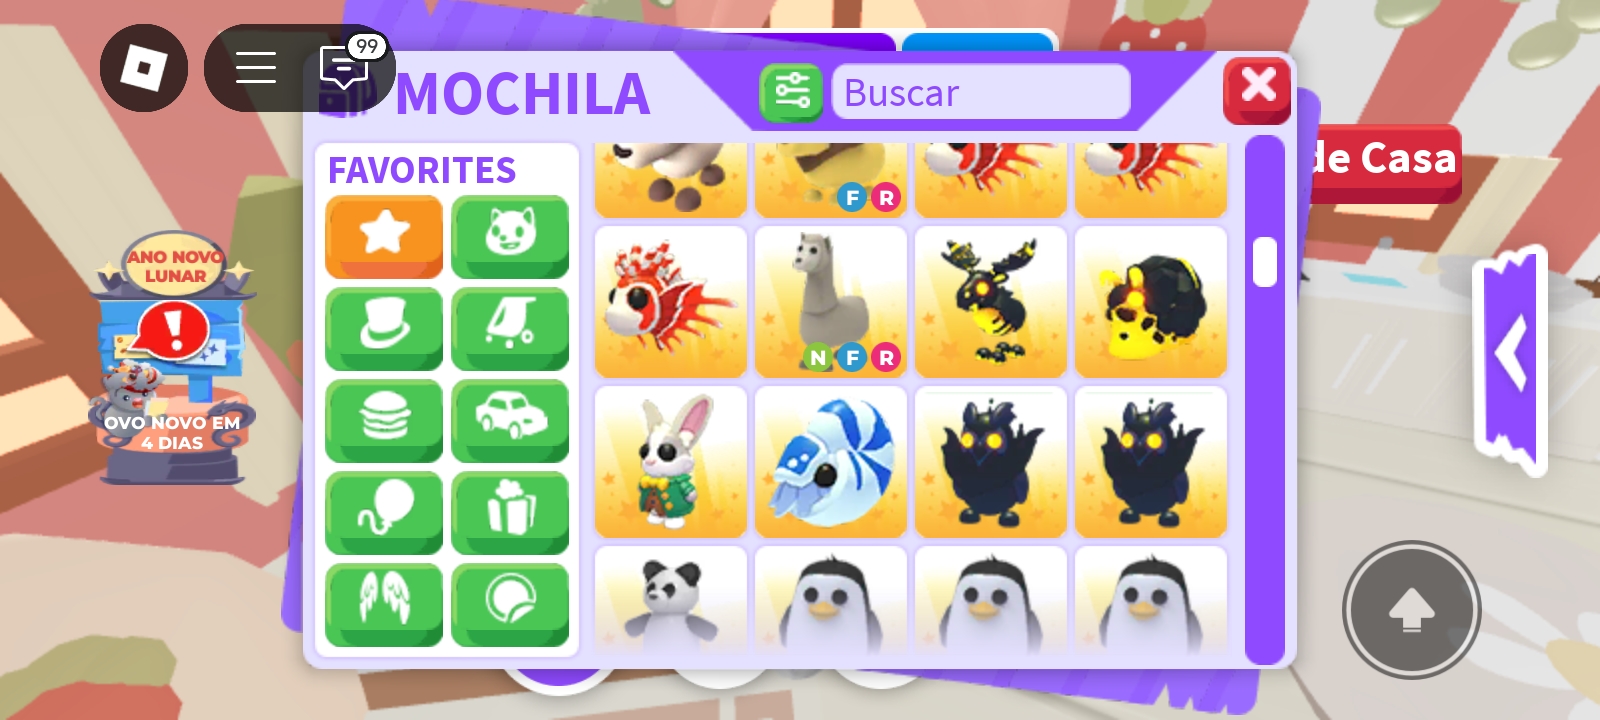 99
MOCHILA
Buscar
de Casa
FAVORITES
F R
ANO NOVO
LUNAR
!
N F R
OVO NOVO EM
4 DIAS